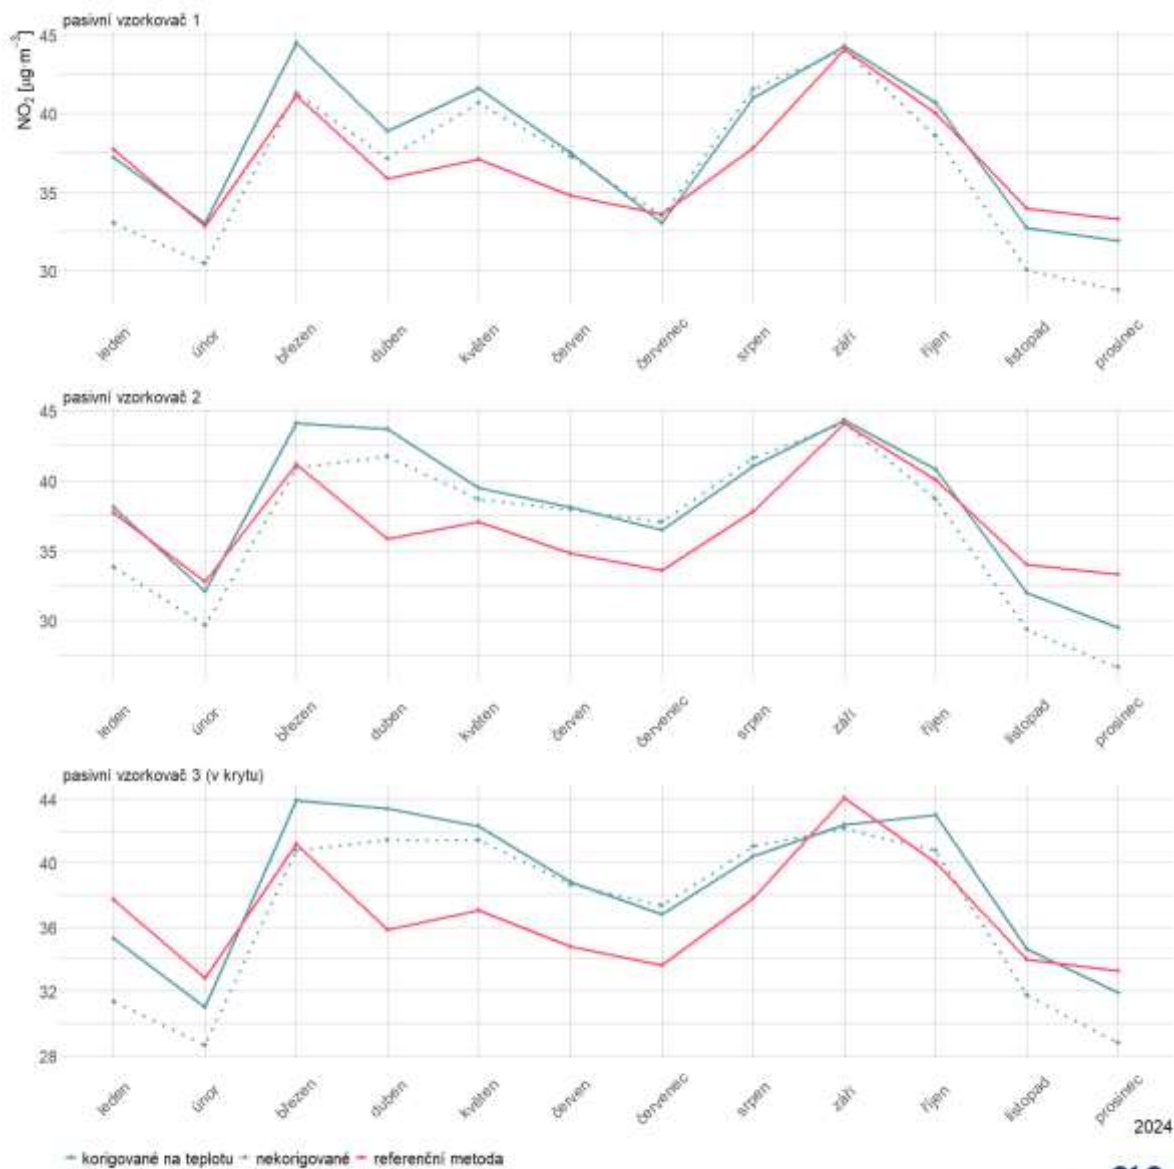 pasivní vzorkovač 1
NO₂ [µg·m⁻³]
45
40
35
30
leden únor březen duben květen červen červenec srpen září říjen listopad prosinec
pasivní vzorkovač 2
45
40
35
30
leden únor březen duben květen červen červenec srpen září říjen listopad prosinec
pasivní vzorkovač 3 (v krytu)
44
40
36
32
28
leden únor březen duben květen červen červenec srpen září říjen listopad prosinec
2024
korigované na teplotu nekorigované referenční metoda